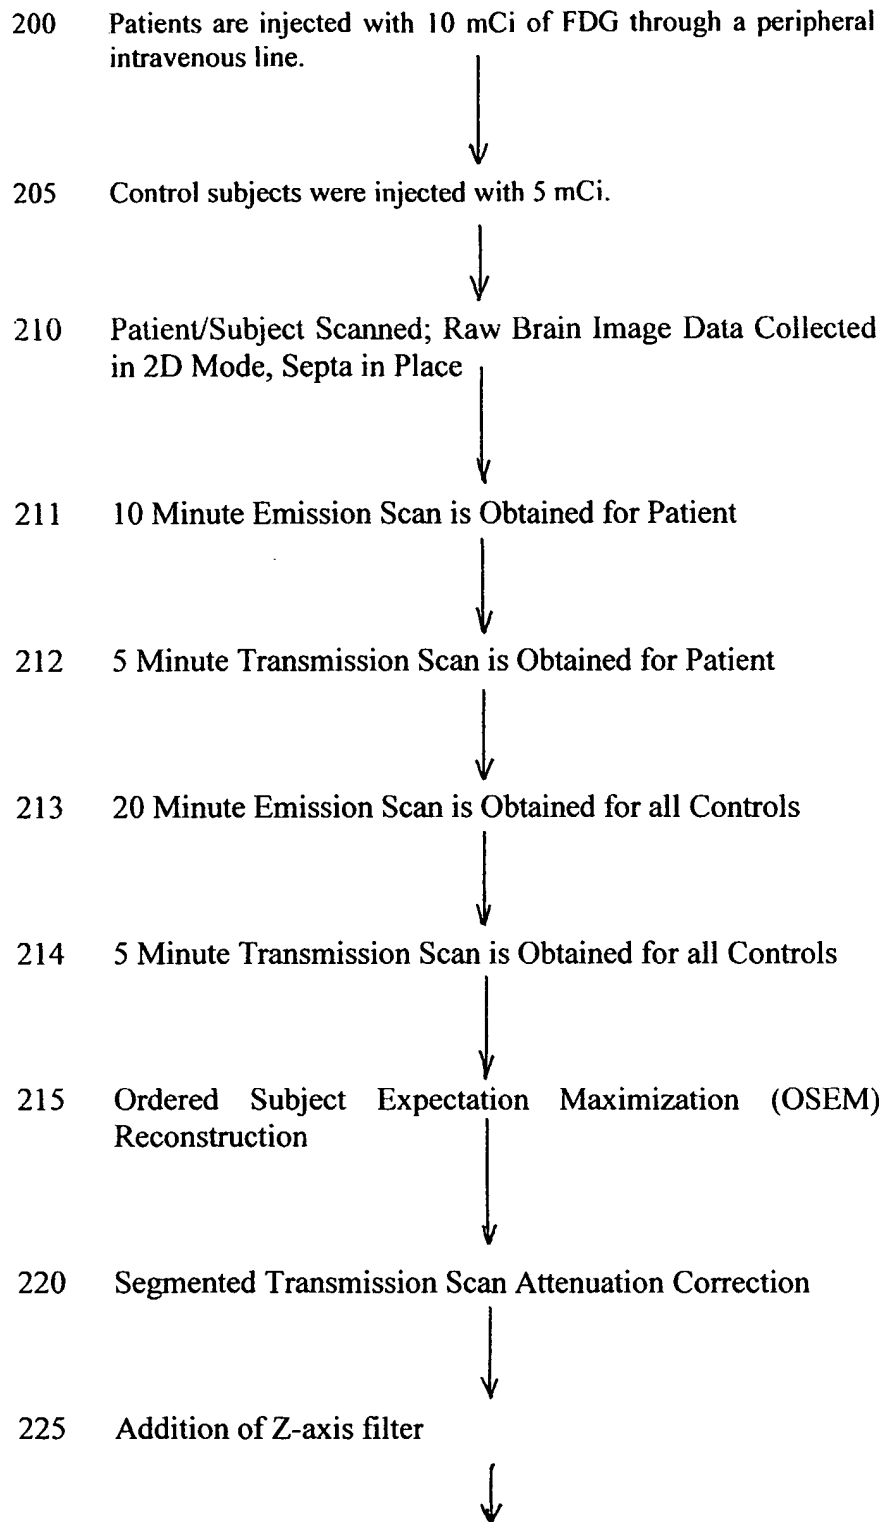 200 Patients are injected with 10 mCi of FDG through a peripheral
intravenous line.
205 Control subjects were injected with 5 mCi.
210 Patient/Subject Scanned; Raw Brain Image Data Collected
in 2D Mode, Septa in Place
211 10 Minute Emission Scan is Obtained for Patient
212 5 Minute Transmission Scan is Obtained for Patient
213 20 Minute Emission Scan is Obtained for all Controls
214 5 Minute Transmission Scan is Obtained for all Controls
215 Ordered Subject Expectation Maximization (OSEM)
Reconstruction
220 Segmented Transmission Scan Attenuation Correction
225 Addition of Z-axis filter